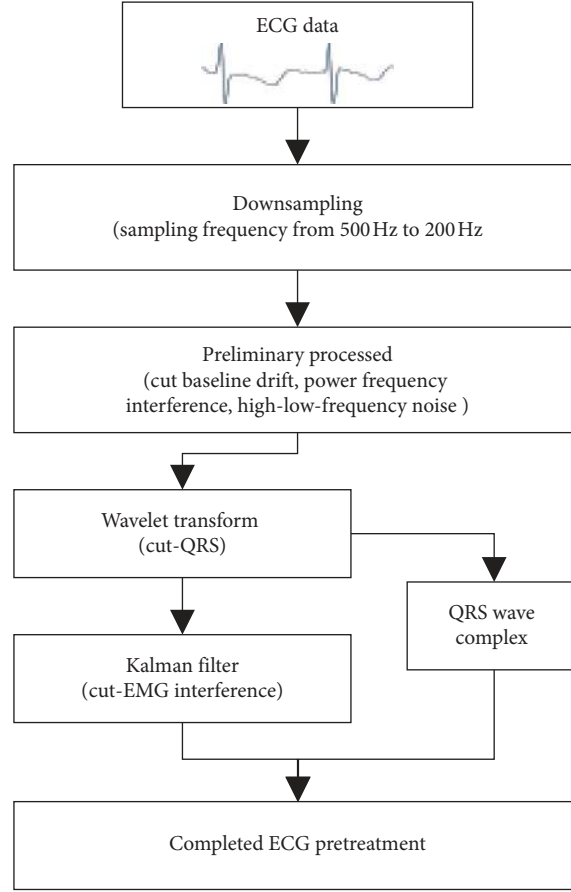 ECG data
Downsampling
(sampling frequency from 500 Hz to 200 Hz
Preliminary processed
(cut baseline drift, power frequency
interference, high-low-frequency noise )
Wavelet transform
(cut-QRS)
QRS wave
complex
Kalman filter
(cut-EMG interference)
Completed ECG pretreatment